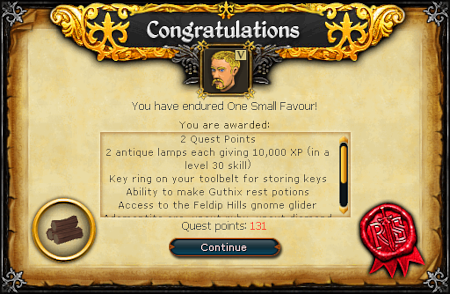 Congratulations
V
You have endured One Small Favour!
You are awarded:
2 Quest Points
2 antique lamps each giving 10,000 XP (in a
level 30 skill)
Key ring on your toolbelt for storing keys
Ability to make Guthix rest potions
Access to the Feldip Hills gnome glider
Quest points: 131
Continue